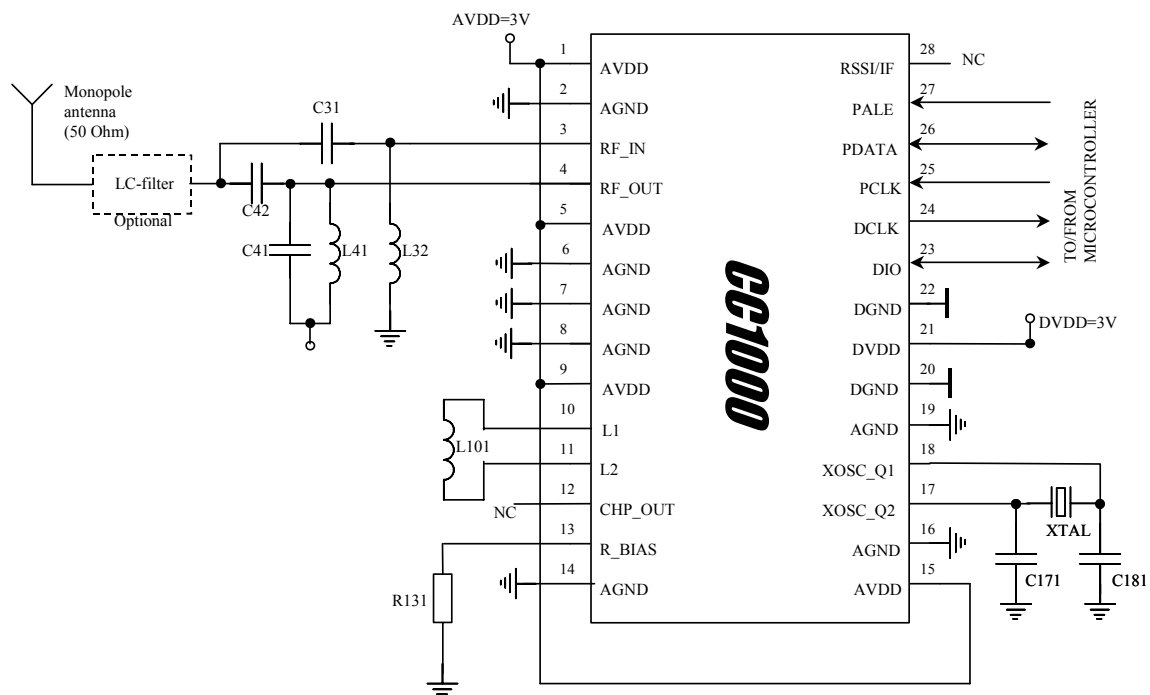 AVDD=3V
Monopole
antenna
(50 Ohm)
LC-filter
Optional
C31
C42
C41
L41
L32
L101
NC
R131
1
AVDD
2
AGND
3
RF_IN
4
RF_OUT
5
AVDD
6
AGND
7
AGND
8
AGND
9
AVDD
10
L1
11
L2
12
CHP_OUT
13
R_BIAS
14
AGND
CC1000
28
RSSI/IF
NC
27
PALE
26
PDATA
25
PCLK
24
DCLK
23
DIO
TO/FROM
MICROCONTROLLER
22
DGND
21
DVDD
DVDD=3V
20
DGND
19
AGND
18
XOSC_Q1
17
XOSC_Q2
XTAL
16
AGND
15
AVDD
C171
C181